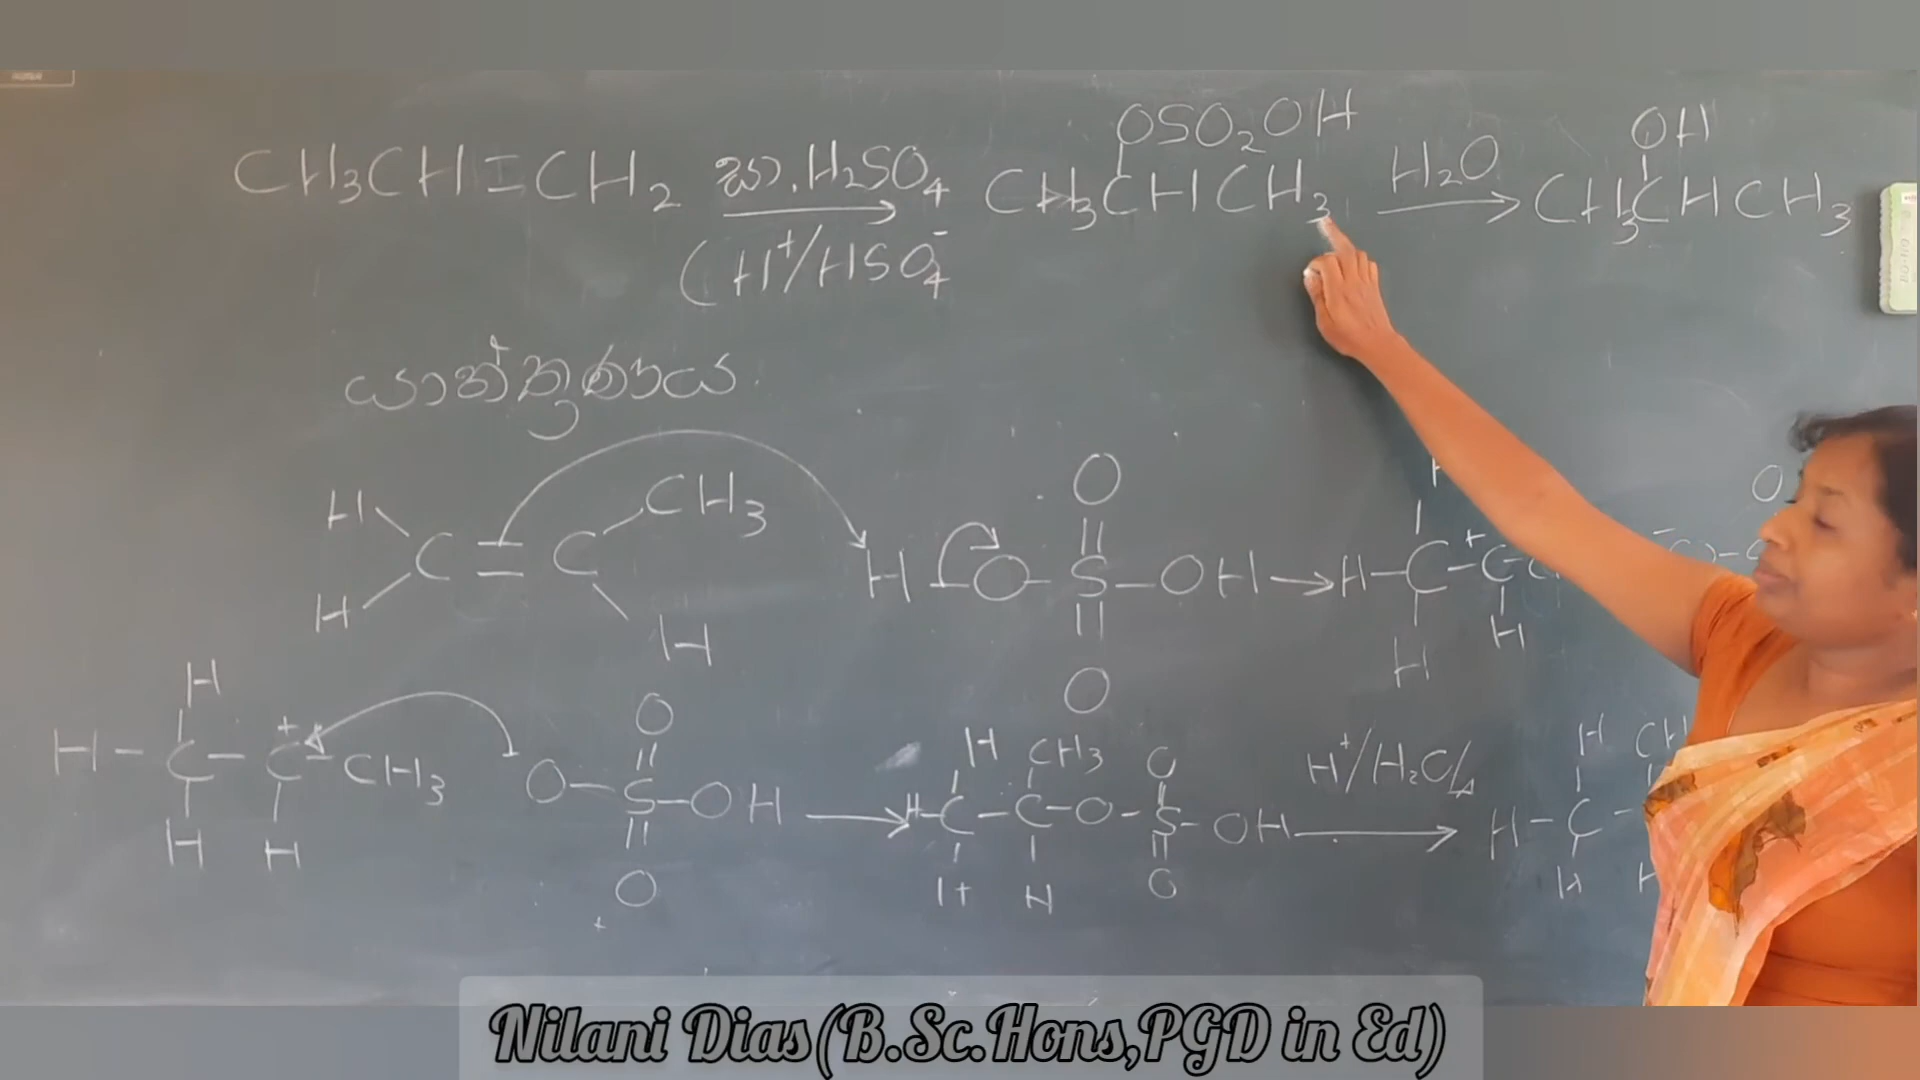 CH₃CH=CH₂ සා.H₂SO₄ (H⁺/HSO₄⁻ CH₃CHCH₃ OSO₂OH H₂O CH₃CHCH₃ OH
යාන්ත්‍රණය.
H H C=C CH₃ H H-O-S-OH O O → H-C-C⁺ H H H O
H-C-C⁺-CH₃ H H H O-S-OH O O → H-C-C-O-S-OH H CH₃ H H O O H⁺/H₂O/Δ → H-C H H
Nilani Dias(B.Sc.Hons,PGD in Ed)